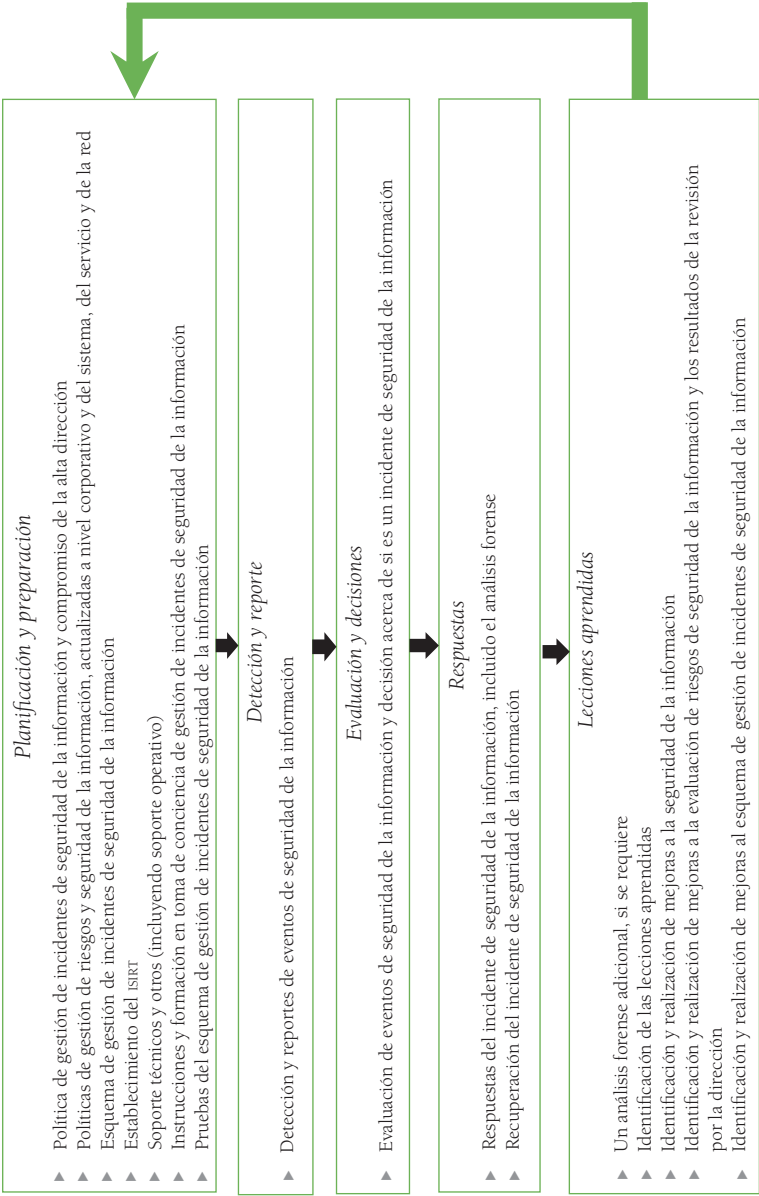 Planificación y preparación
Política de gestión de incidentes de seguridad de la información y compromiso de la alta dirección
Políticas de gestión de riesgos y seguridad de la información, actualizadas a nivel corporativo y del sistema, del servicio y de la red
Esquema de gestión de incidentes de seguridad de la información
Establecimiento del ISIRT
Soporte técnicos y otros (incluyendo soporte operativo)
Instrucciones y formación en toma de conciencia de gestión de incidentes de seguridad de la información
Pruebas del esquema de gestión de incidentes de seguridad de la información
Detección y reporte
Detección y reportes de eventos de seguridad de la información
Evaluación y decisiones
Evaluación de eventos de seguridad de la información y decisión acerca de si es un incidente de seguridad de la información
Respuestas
Respuestas del incidente de seguridad de la información, incluido el análisis forense
Recuperación del incidente de seguridad de la información
Lecciones aprendidas
Un análisis forense adicional, si se requiere
Identificación de las lecciones aprendidas
Identificación y realización de mejoras a la seguridad de la información
Identificación y realización de mejoras a la evaluación de riesgos de seguridad de la información y los resultados de la revisión
por la dirección
Identificación y realización de mejoras al esquema de gestión de incidentes de seguridad de la información